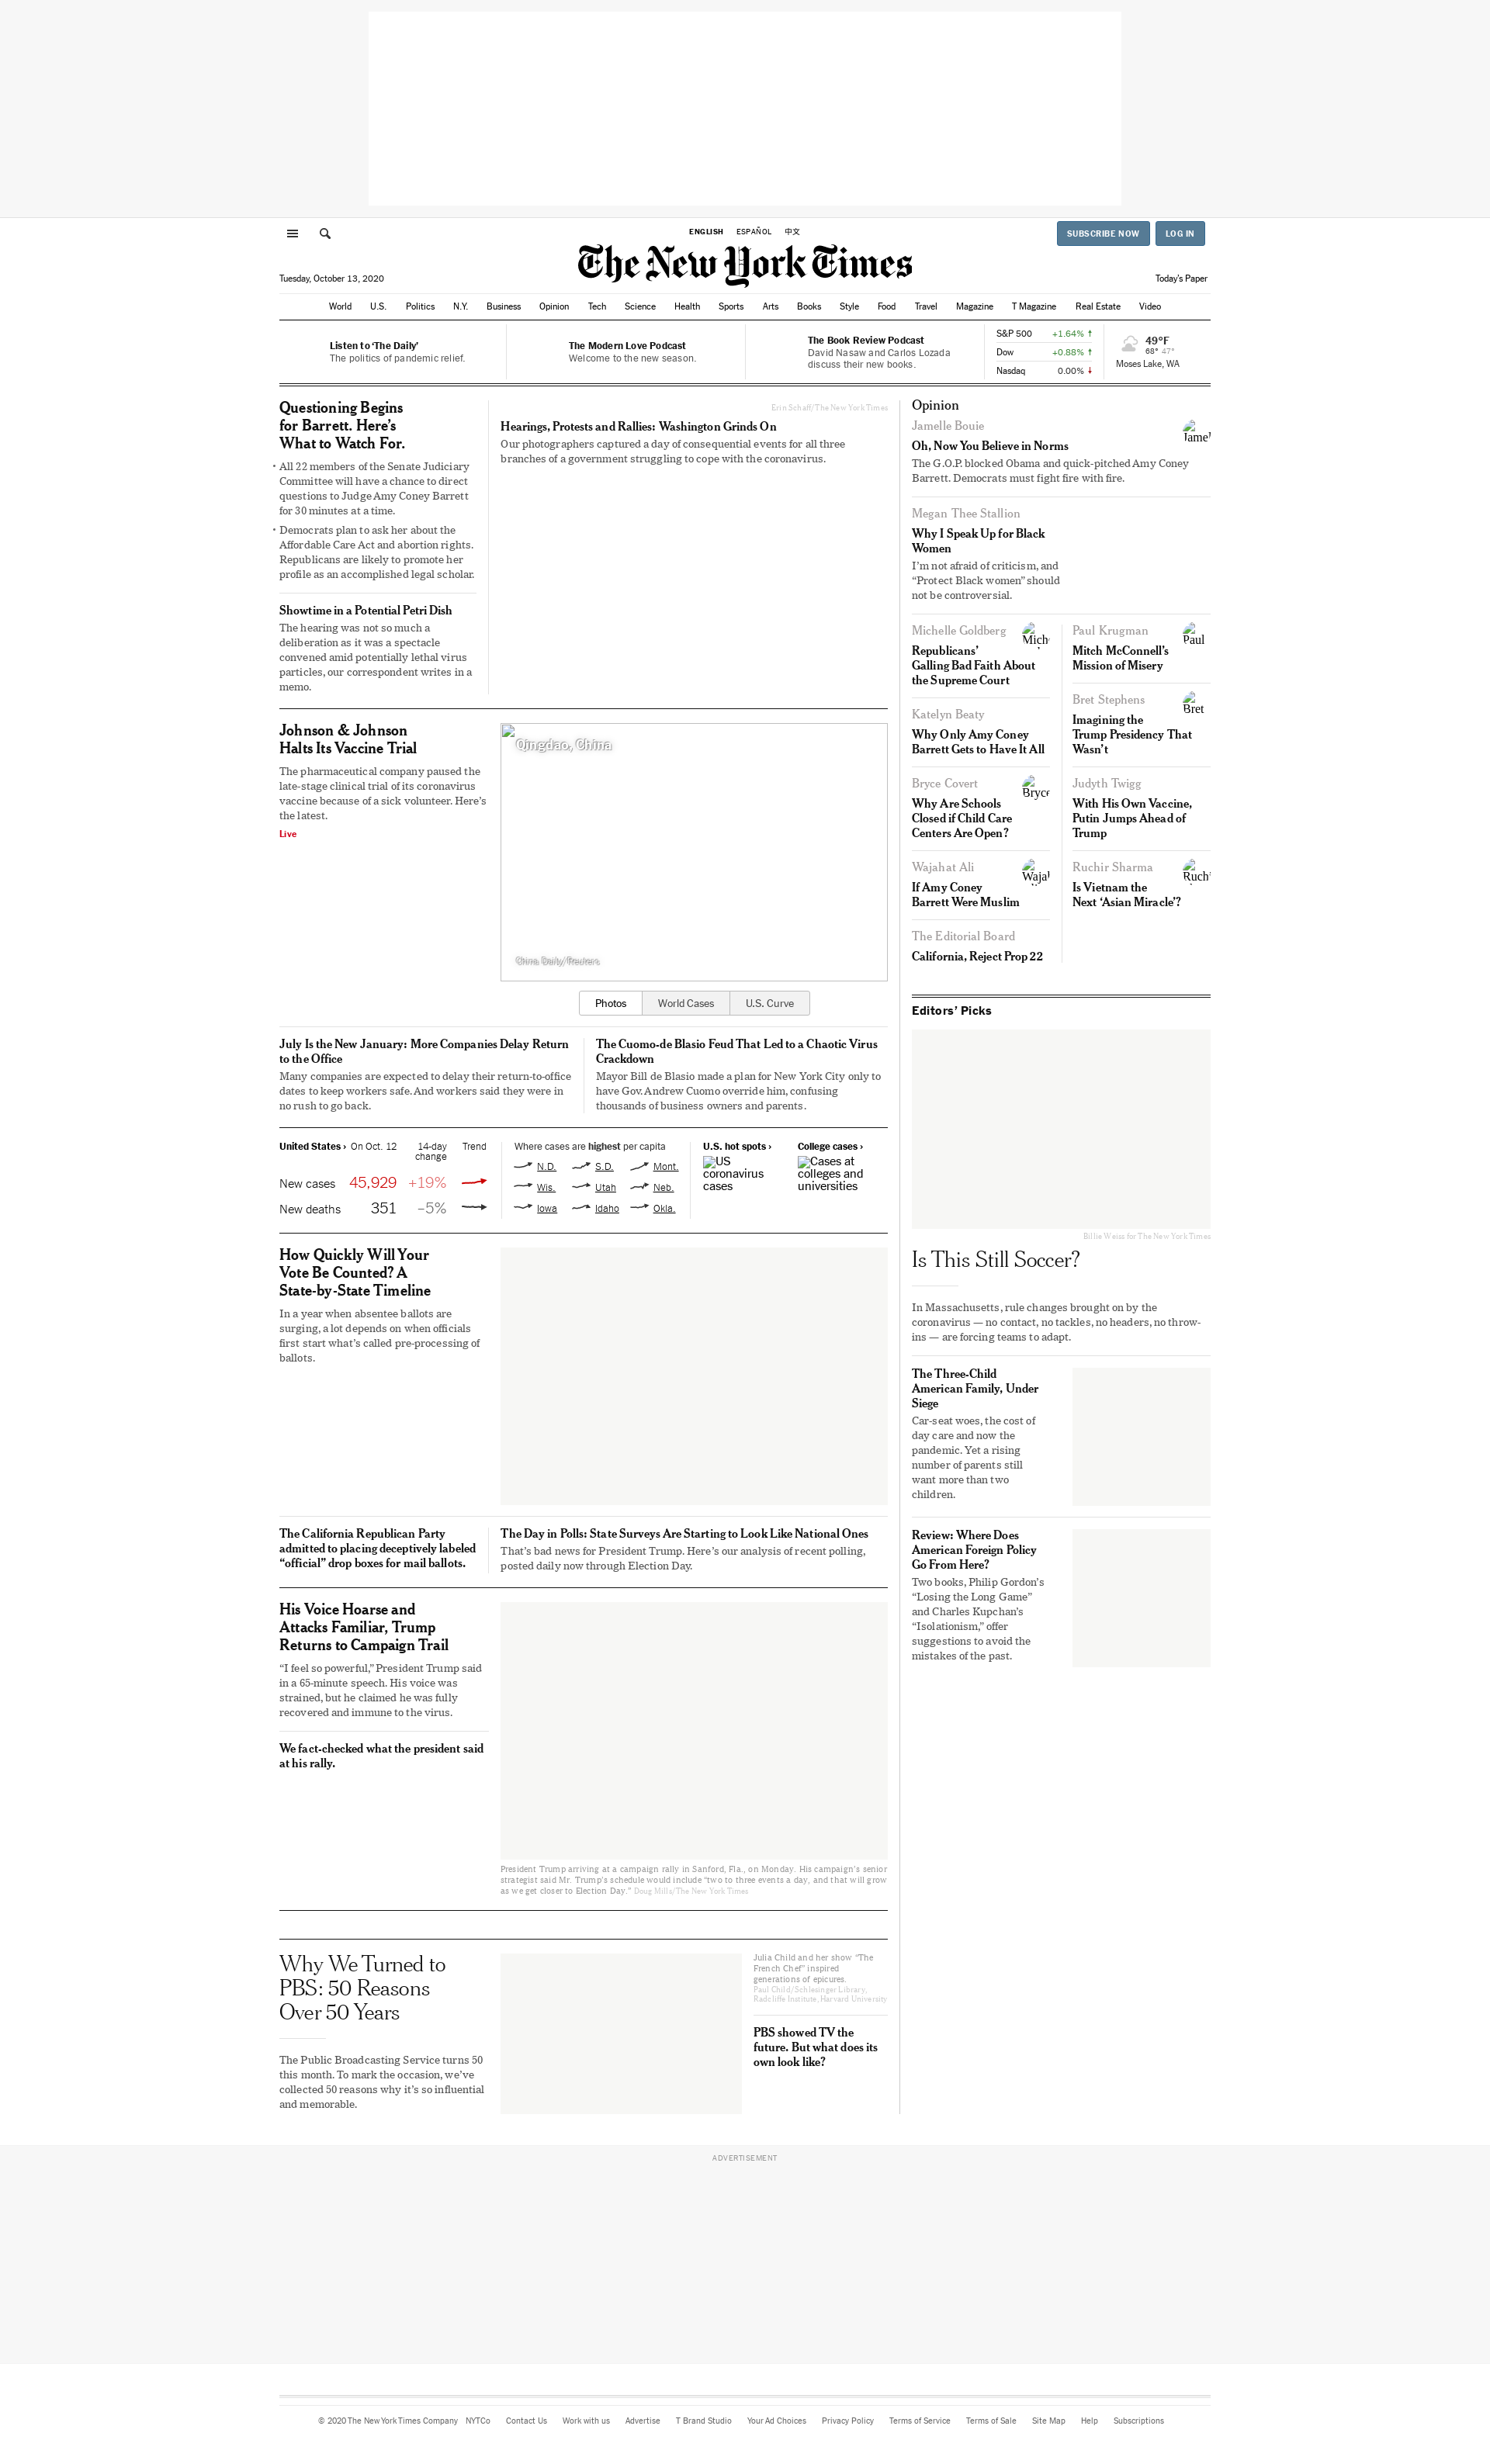 ENGLISH ESPAÑOL 中文
SUBSCRIBE NOW LOG IN
The New York Times
Tuesday, October 13, 2020
Today's Paper
World U.S. Politics N.Y. Business Opinion Tech Science Health Sports Arts Books Style Food Travel Magazine T Magazine Real Estate Video
Listen to ‘The Daily’
The politics of pandemic relief.
The Modern Love Podcast
Welcome to the new season.
The Book Review Podcast
David Nasaw and Carlos Lozada
discuss their new books.
S&P 500 +1.64%
Dow +0.88%
Nasdaq 0.00%
49°F
68° 47°
Moses Lake, WA
Questioning Begins
for Barrett. Here’s
What to Watch For.
• All 22 members of the Senate Judiciary
Committee will have a chance to direct
questions to Judge Amy Coney Barrett
for 30 minutes at a time.
• Democrats plan to ask her about the
Affordable Care Act and abortion rights.
Republicans are likely to promote her
profile as an accomplished legal scholar.
Showtime in a Potential Petri Dish
The hearing was not so much a
deliberation as it was a spectacle
convened amid potentially lethal virus
particles, our correspondent writes in a
memo.
Erin Schaff/The New York Times
Hearings, Protests and Rallies: Washington Grinds On
Our photographers captured a day of consequential events for all three
branches of a government struggling to cope with the coronavirus.
Johnson & Johnson
Halts Its Vaccine Trial
The pharmaceutical company paused the
late-stage clinical trial of its coronavirus
vaccine because of a sick volunteer. Here’s
the latest.
Live
Qingdao, China
China Daily/Reuters
Photos World Cases U.S. Curve
July Is the New January: More Companies Delay Return
to the Office
Many companies are expected to delay their return-to-office
dates to keep workers safe. And workers said they were in
no rush to go back.
The Cuomo-de Blasio Feud That Led to a Chaotic Virus
Crackdown
Mayor Bill de Blasio made a plan for New York City only to
have Gov. Andrew Cuomo override him, confusing
thousands of business owners and parents.
United States › On Oct. 12 14-day
change Trend
New cases 45,929 +19%
New deaths 351 –5%
Where cases are highest per capita
N.D. S.D. Mont.
Wis. Utah Neb.
Iowa Idaho Okla.
U.S. hot spots ›
US
coronavirus
cases
College cases ›
Cases at
colleges and
universities
How Quickly Will Your
Vote Be Counted? A
State-by-State Timeline
In a year when absentee ballots are
surging, a lot depends on when officials
first start what’s called pre-processing of
ballots.
The California Republican Party
admitted to placing deceptively labeled
“official” drop boxes for mail ballots.
The Day in Polls: State Surveys Are Starting to Look Like National Ones
That’s bad news for President Trump. Here’s our analysis of recent polling,
posted daily now through Election Day.
His Voice Hoarse and
Attacks Familiar, Trump
Returns to Campaign Trail
“I feel so powerful,” President Trump said
in a 65-minute speech. His voice was
strained, but he claimed he was fully
recovered and immune to the virus.
We fact-checked what the president said
at his rally.
President Trump arriving at a campaign rally in Sanford, Fla., on Monday. His campaign’s senior
strategist said Mr. Trump’s schedule would include “two to three events a day, and that will grow
as we get closer to Election Day.” Doug Mills/The New York Times
Why We Turned to
PBS: 50 Reasons
Over 50 Years
The Public Broadcasting Service turns 50
this month. To mark the occasion, we’ve
collected 50 reasons why it’s so influential
and memorable.
Julia Child and her show “The
French Chef” inspired
generations of epicures.
Paul Child/Schlesinger Library,
Radcliffe Institute, Harvard University
PBS showed TV the
future. But what does its
own look like?
Opinion
Jamelle Bouie
Jamel
Oh, Now You Believe in Norms
The G.O.P. blocked Obama and quick-pitched Amy Coney
Barrett. Democrats must fight fire with fire.
Megan Thee Stallion
Why I Speak Up for Black
Women
I’m not afraid of criticism, and
“Protect Black women” should
not be controversial.
Michelle Goldberg
Miche
Republicans’
Galling Bad Faith About
the Supreme Court
Katelyn Beaty
Why Only Amy Coney
Barrett Gets to Have It All
Bryce Covert
Bryce
Why Are Schools
Closed if Child Care
Centers Are Open?
Wajahat Ali
Wajah
If Amy Coney
Barrett Were Muslim
The Editorial Board
California, Reject Prop 22
Paul Krugman
Paul
Mitch McConnell’s
Mission of Misery
Bret Stephens
Bret
Imagining the
Trump Presidency That
Wasn’t
Judyth Twigg
With His Own Vaccine,
Putin Jumps Ahead of
Trump
Ruchir Sharma
Ruchi
Is Vietnam the
Next ‘Asian Miracle’?
Editors’ Picks
Billie Weiss for The New York Times
Is This Still Soccer?
In Massachusetts, rule changes brought on by the
coronavirus — no contact, no tackles, no headers, no throw-
ins — are forcing teams to adapt.
The Three-Child
American Family, Under
Siege
Car-seat woes, the cost of
day care and now the
pandemic. Yet a rising
number of parents still
want more than two
children.
Review: Where Does
American Foreign Policy
Go From Here?
Two books, Philip Gordon’s
“Losing the Long Game”
and Charles Kupchan’s
“Isolationism,” offer
suggestions to avoid the
mistakes of the past.
ADVERTISEMENT
© 2020 The New York Times Company NYTCo Contact Us Work with us Advertise T Brand Studio Your Ad Choices Privacy Policy Terms of Service Terms of Sale Site Map Help Subscriptions